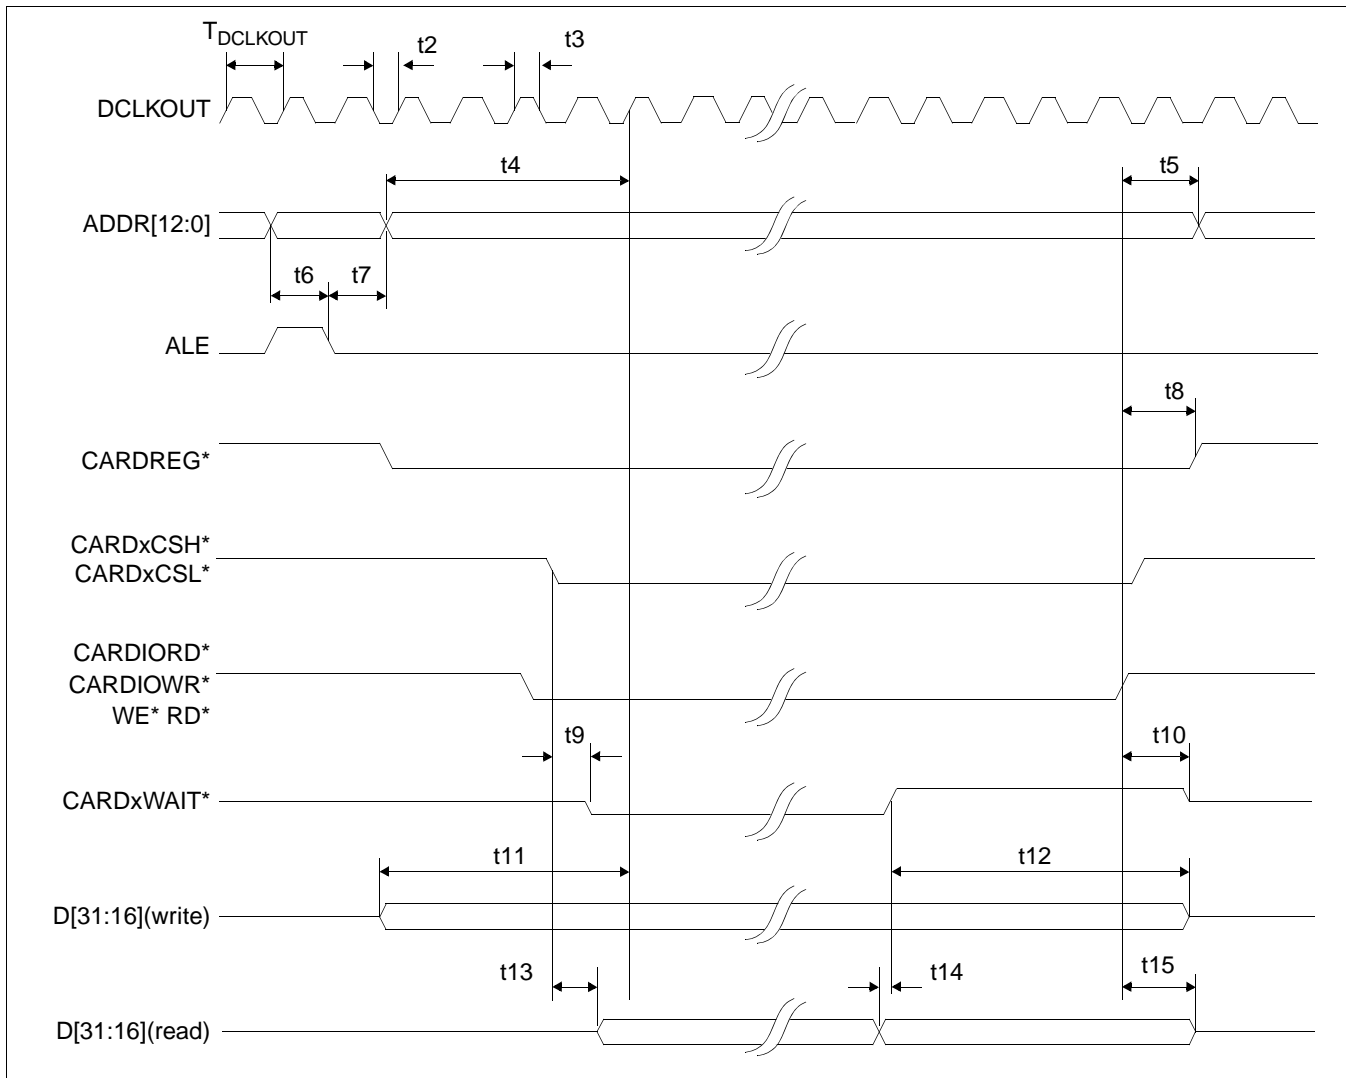 TDCLKOUT
t2
t3
DCLKOUT
t4
t5
ADDR[12:0]
t6
t7
ALE
t8
CARDREG*
CARDxCSH*
CARDxCSL*
CARDIORD*
CARDIOWR*
WE* RD*
t9
t10
CARDxWAIT*
t11
t12
D[31:16](write)
t13
t14
t15
D[31:16](read)